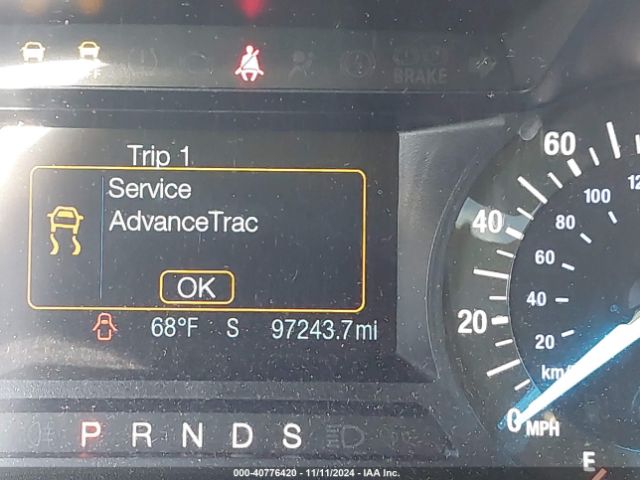 OFF
BRAKE
Trip 1
Service
AdvanceTrac
OK
68°F S 97243.7mi
P R N D S
60
40
20
0
MPH
100
80
60
40
20
km/
E
000-40776420 - 11/11/2024 - IAA Inc.